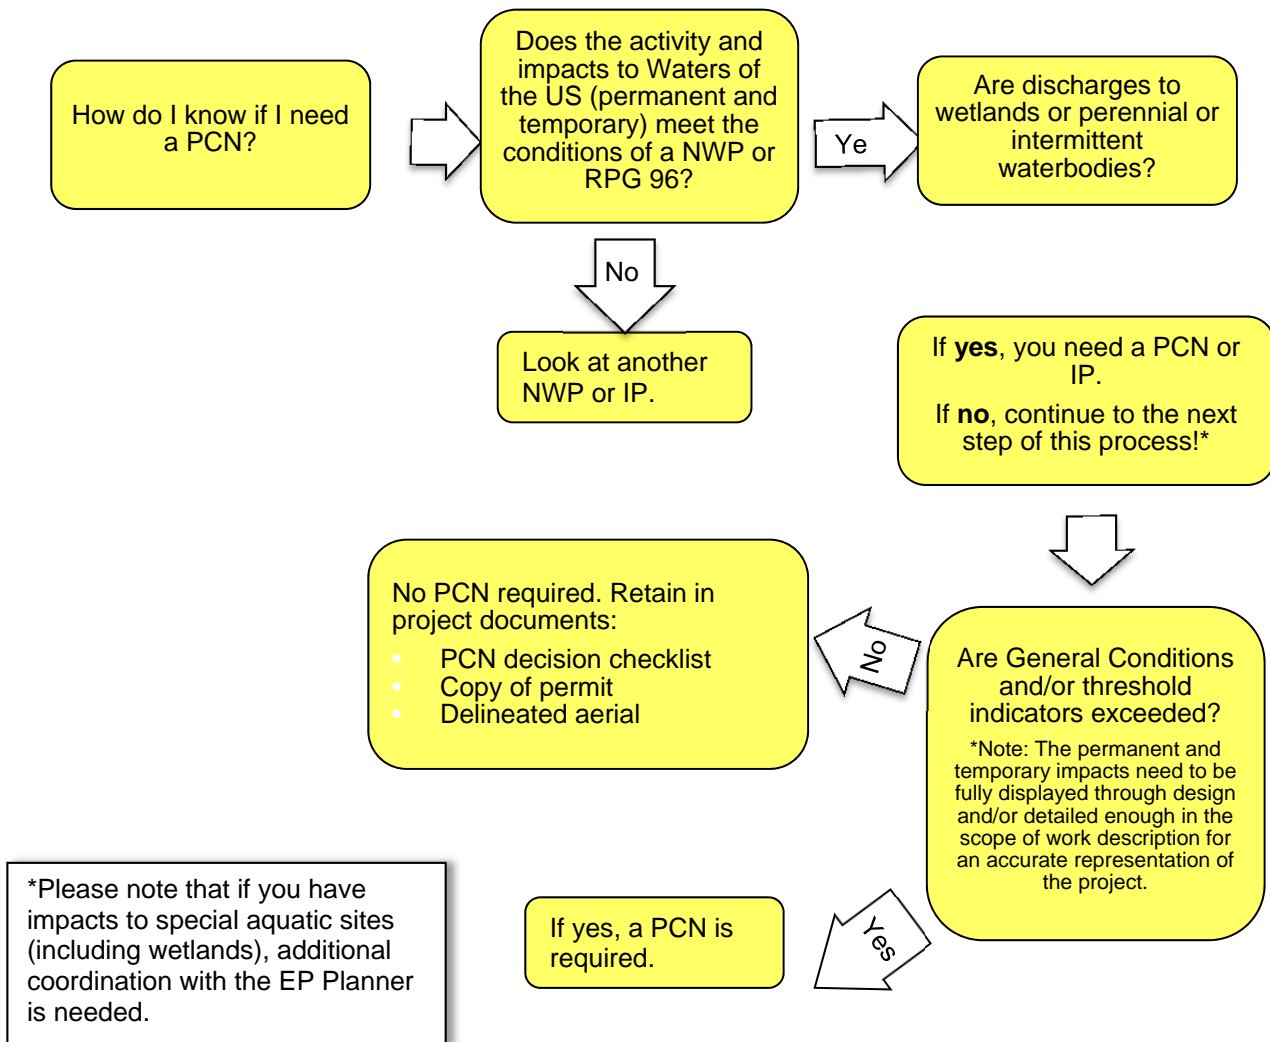 How do I know if I need
a PCN?
Does the activity and
impacts to Waters of
the US (permanent and
temporary) meet the
conditions of a NWP or
RPG 96?
Ye
Are discharges to
wetlands or perennial or
intermittent
waterbodies?
No
Look at another
NWP or IP.
If yes, you need a PCN or
IP.
If no, continue to the next
step of this process!*
Are General Conditions
and/or threshold
indicators exceeded?
*Note: The permanent and
temporary impacts need to be
fully displayed through design
and/or detailed enough in the
scope of work description for
an accurate representation of
the project.
No
No PCN required. Retain in
project documents:
• PCN decision checklist
• Copy of permit
• Delineated aerial
Yes
If yes, a PCN is
required.
*Please note that if you have
impacts to special aquatic sites
(including wetlands), additional
coordination with the EP Planner
is needed.